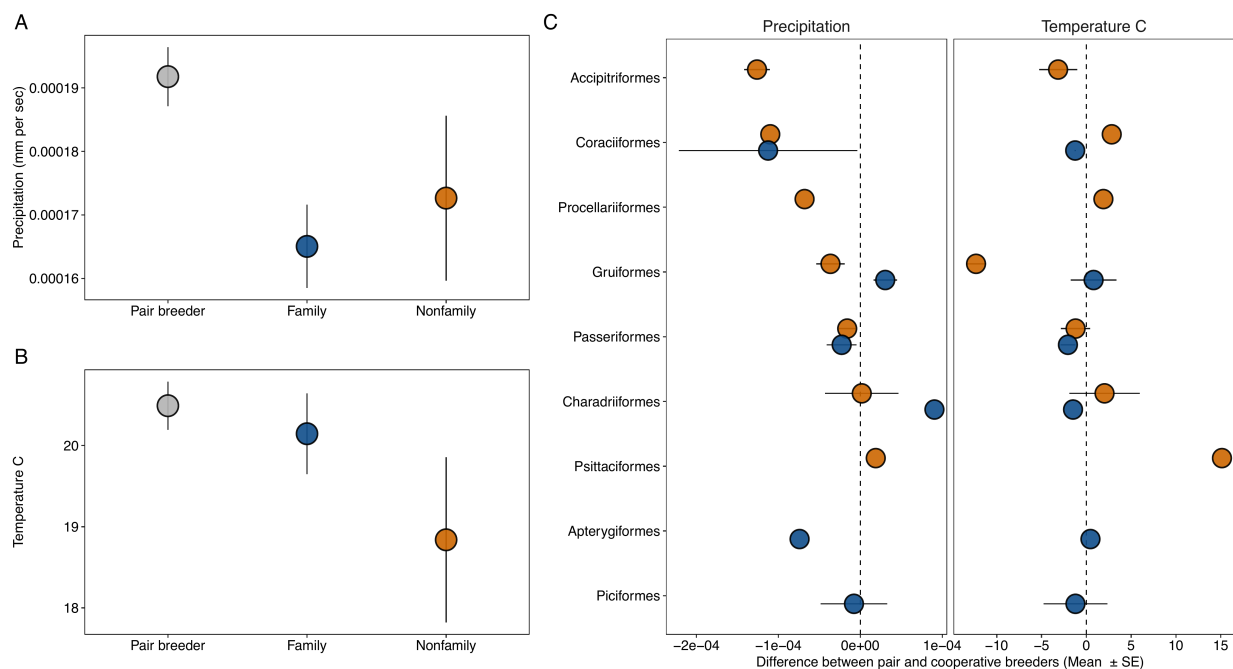 A
Precipitation (mm per sec)
0.00019
0.00018
0.00017
0.00016
Pair breeder Family Nonfamily
B
Temperature C
20
19
18
Pair breeder Family Nonfamily
C
Precipitation Temperature C
Accipitriformes
Coraciiformes
Procellariiformes
Gruiformes
Passeriformes
Charadriiformes
Psittaciformes
Apterygiformes
Piciformes
−2e−04 −1e−04 0e+00 1e−04 −10 −5 0 5 10 15
Difference between pair and cooperative breeders (Mean ± SE)